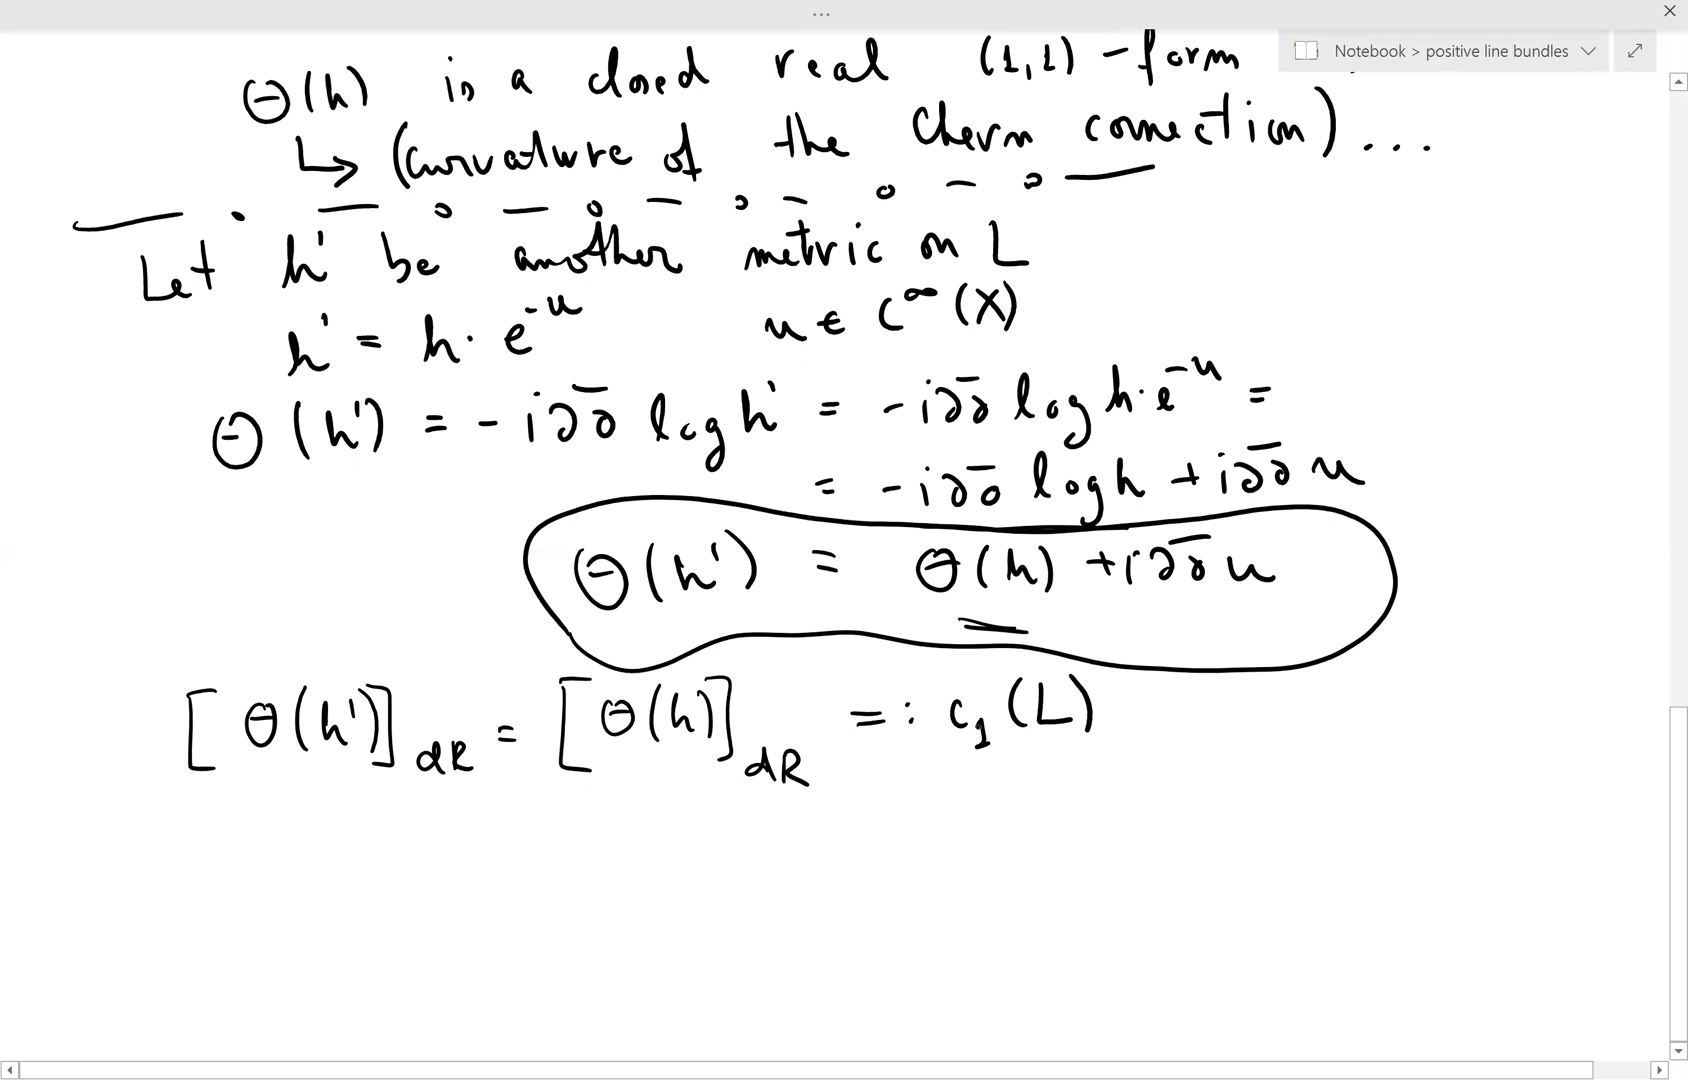 ...
Notebook > positive line bundles
Θ(h) is a closed real (1,1)-form
↳ (curvature of the Chern connection) ...
Let h' be another metric on L
h' = h · e^{-u} u ∈ C^∞(X)
Θ(h') = -i∂∂̄ log h' = -i∂∂̄ log h·e^{-u} =
= -i∂∂̄ log h + i∂∂̄ u
Θ(h') = Θ(h) + i∂∂̄ u
[Θ(h')]_{dR} = [Θ(h)]_{dR} =: c_1(L)